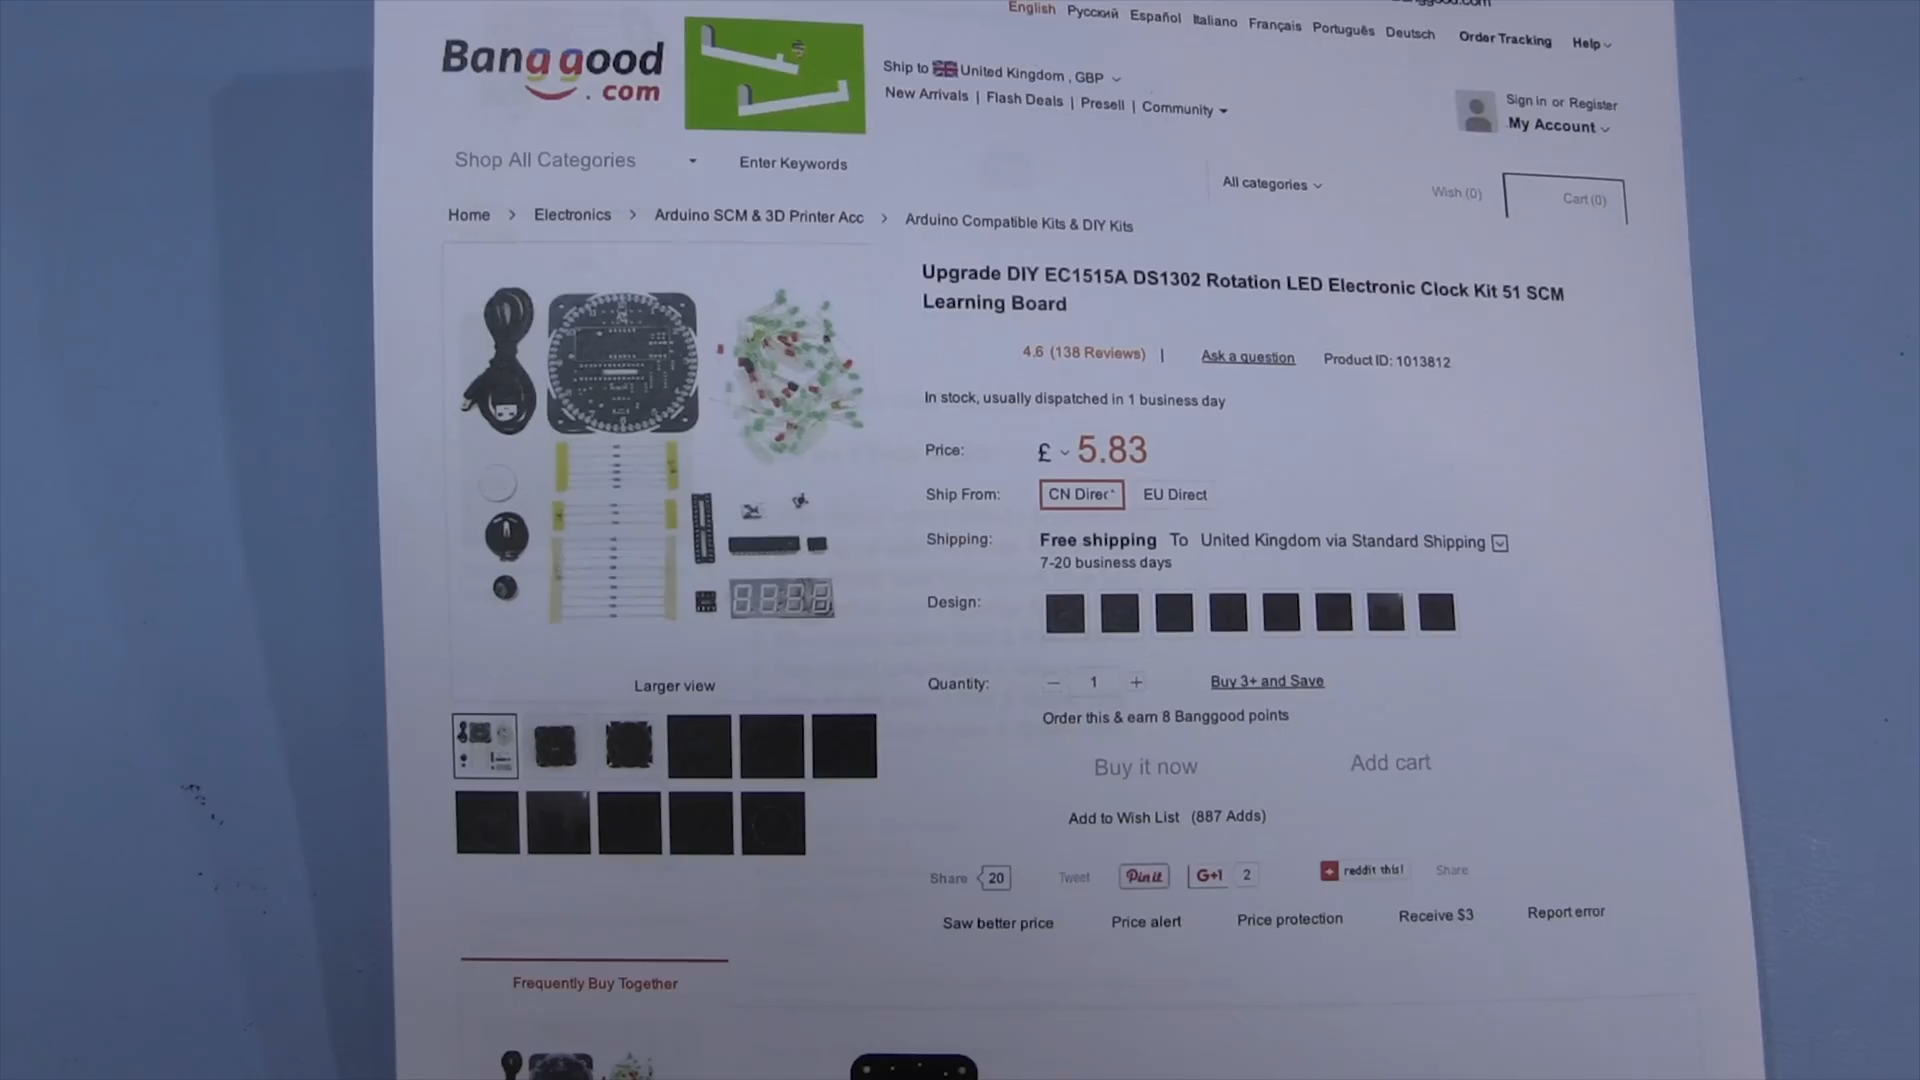 English Русский Español Italiano Français Português Deutsch Order Tracking Help
Banggood
.com
Ship to United Kingdom , GBP
New Arrivals | Flash Deals | Presell | Community
Sign in or Register
My Account
Shop All Categories
Enter Keywords
All categories
Wish (0)
Cart (0)
Home > Electronics > Arduino SCM & 3D Printer Acc > Arduino Compatible Kits & DIY Kits
Upgrade DIY EC1515A DS1302 Rotation LED Electronic Clock Kit 51 SCM
Learning Board
4.6 (138 Reviews) | Ask a question Product ID: 1013812
In stock, usually dispatched in 1 business day
Price: £ 5.83
Ship From: CN Direc EU Direct
Shipping: Free shipping To United Kingdom via Standard Shipping
7-20 business days
Design:
Larger view
Quantity: — 1 + Buy 3+ and Save
Order this & earn 8 Banggood points
Buy it now Add cart
Add to Wish List (887 Adds)
Share 20 Tweet Pin it G+1 2 reddit this! Share
Saw better price Price alert Price protection Receive $3 Report error
Frequently Buy Together